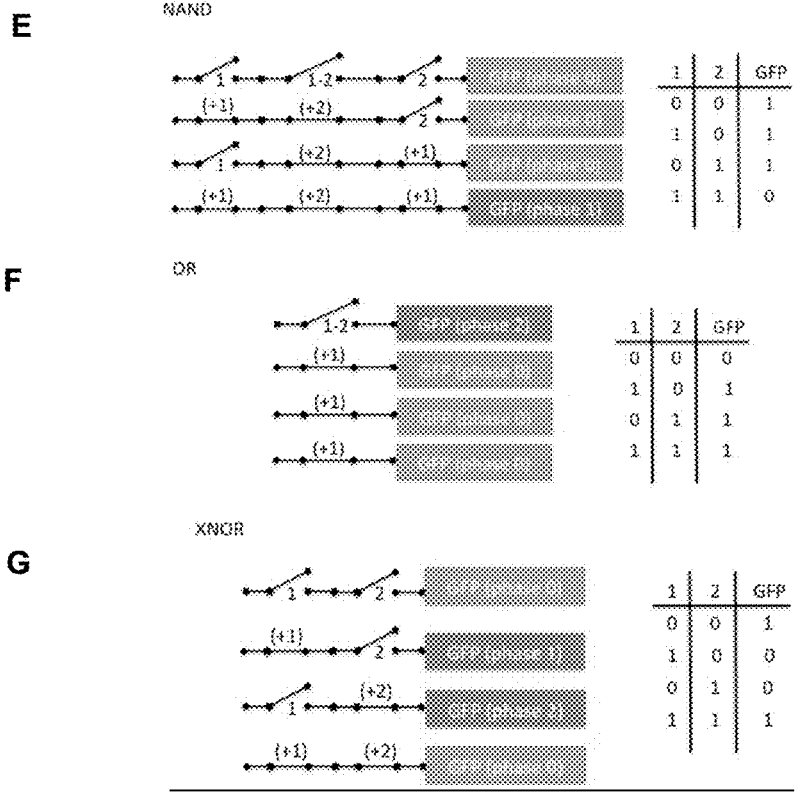 E
NAND
1 1-2 2
(+1) (+2) 2
1 (+2) (+1)
(+1) (+2) (+1)
1 2 GFP
0 0 1
1 0 1
0 1 1
1 1 0
F
OR
1-2
(+1)
(+1)
(+1)
1 2 GFP
0 0 0
1 0 1
0 1 1
1 1 1
G
XNOR
1 2
(+1) 2
1 (+2)
(+1) (+2)
1 2 GFP
0 0 1
1 0 0
0 1 0
1 1 1